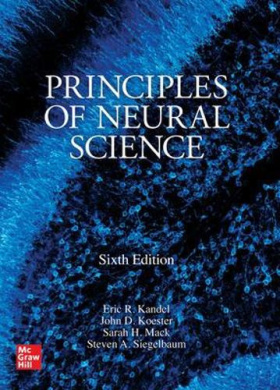 PRINCIPLES
OF NEURAL
SCIENCE
Sixth Edition
Eric R. Kandel
John D. Koester
Sarah H. Mack
Steven A. Siegelbaum
Mc
Graw
Hill